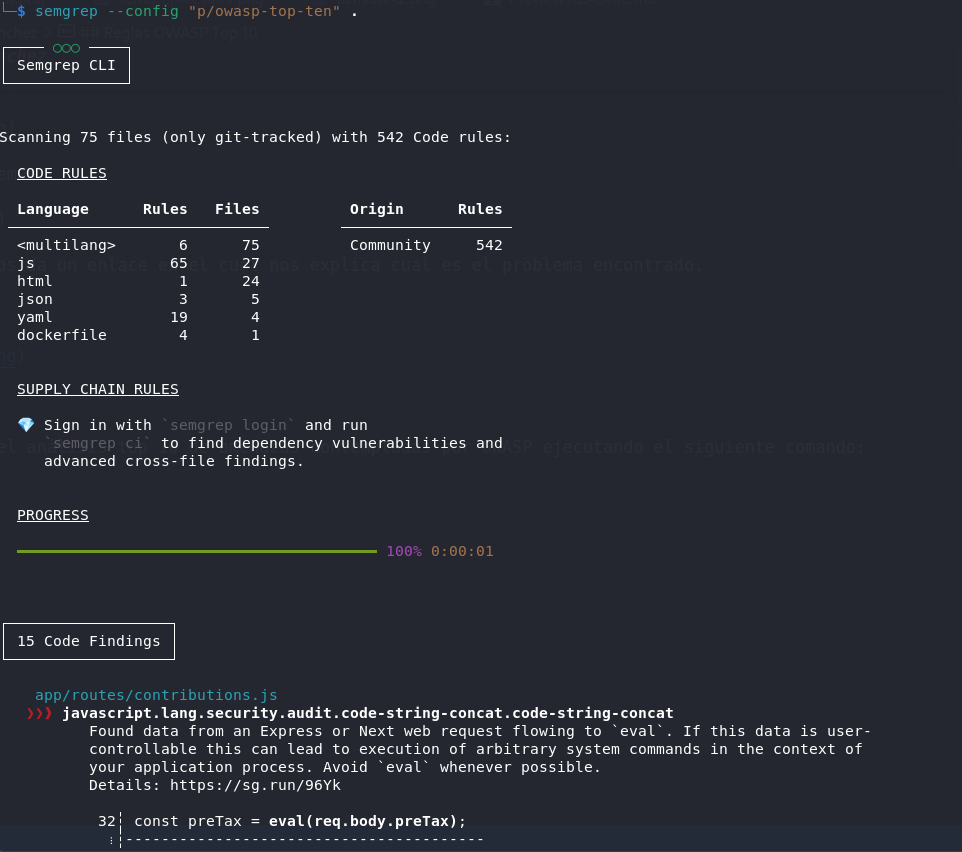 └─$ semgrep --config "p/owasp-top-ten" .
○○○
Semgrep CLI
Scanning 75 files (only git-tracked) with 542 Code rules:
CODE RULES
Language Rules Files Origin Rules
<multilang> 6 75 Community 542
js 65 27
html 1 24
json 3 5
yaml 19 4
dockerfile 4 1
SUPPLY CHAIN RULES
💎 Sign in with `semgrep login` and run
`semgrep ci` to find dependency vulnerabilities and
advanced cross-file findings.
PROGRESS
100% 0:00:01
15 Code Findings
app/routes/contributions.js
❯❯❱ javascript.lang.security.audit.code-string-concat.code-string-concat
Found data from an Express or Next web request flowing to `eval`. If this data is user-
controllable this can lead to execution of arbitrary system commands in the context of
your application process. Avoid `eval` whenever possible.
Details: https://sg.run/96Yk
32┆ const preTax = eval(req.body.preTax);
⋮┆----------------------------------------